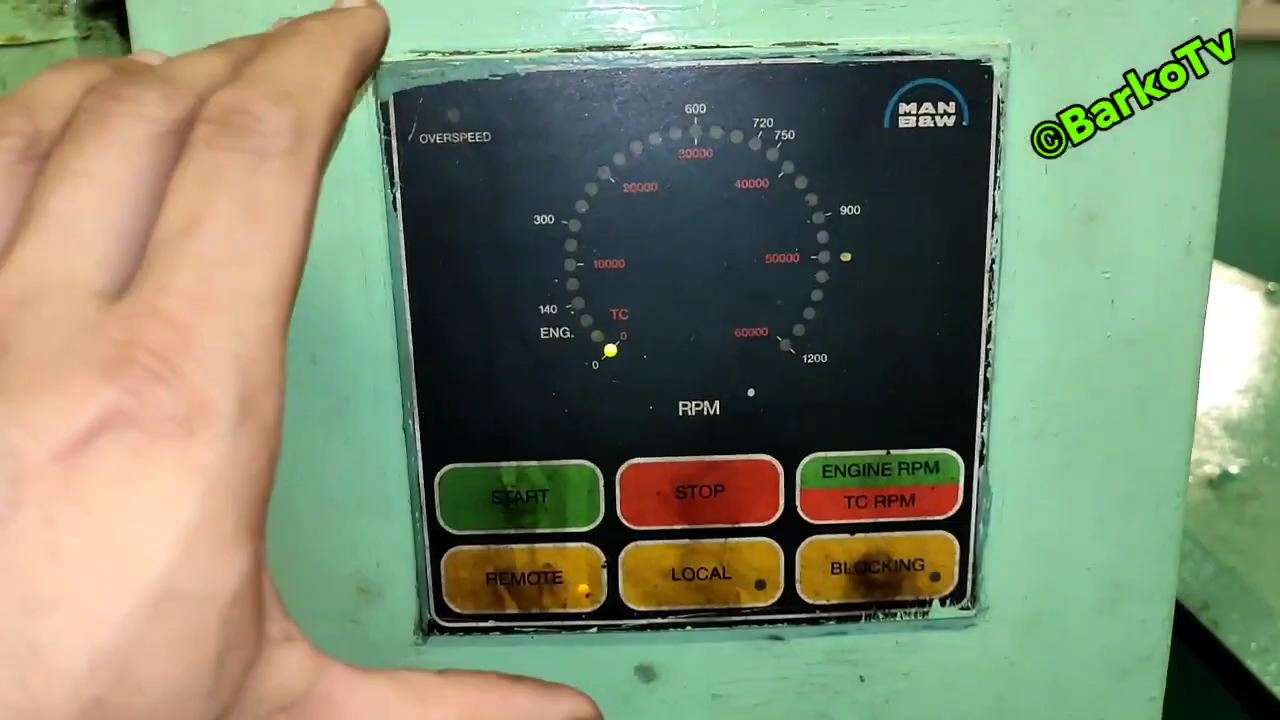 ©BarkoTv
MAN
B&W
OVERSPEED
600
720
750
30000
20000
40000
300
900
10000
50000
140
TC
ENG.
0
60000
0
1200
RPM
START
STOP
ENGINE RPM
TC RPM
REMOTE
LOCAL
BLOCKING